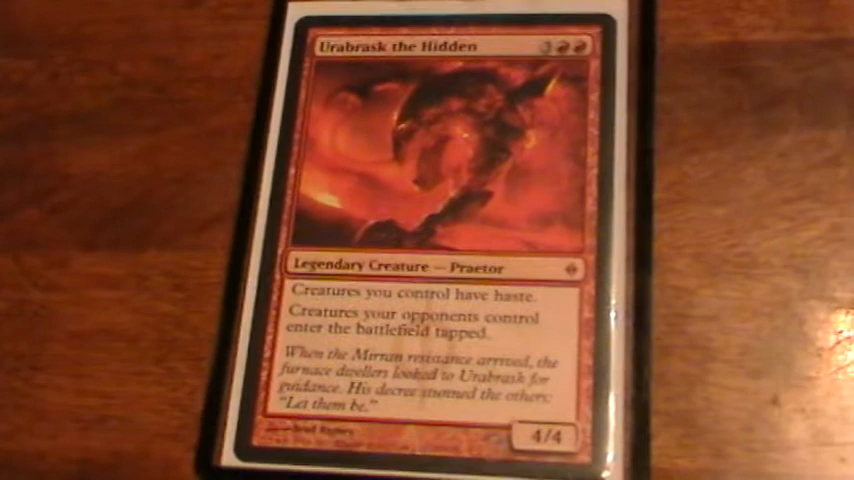 Urabrask the Hidden 3
Legendary Creature — Praetor
Creatures you control have haste.
Creatures your opponents control
enter the battlefield tapped.
When the Mirran resistance arrived, the
furnace dwellers looked to Urabrask for
guidance. His decree stunned the others:
"Let them be."
4/4